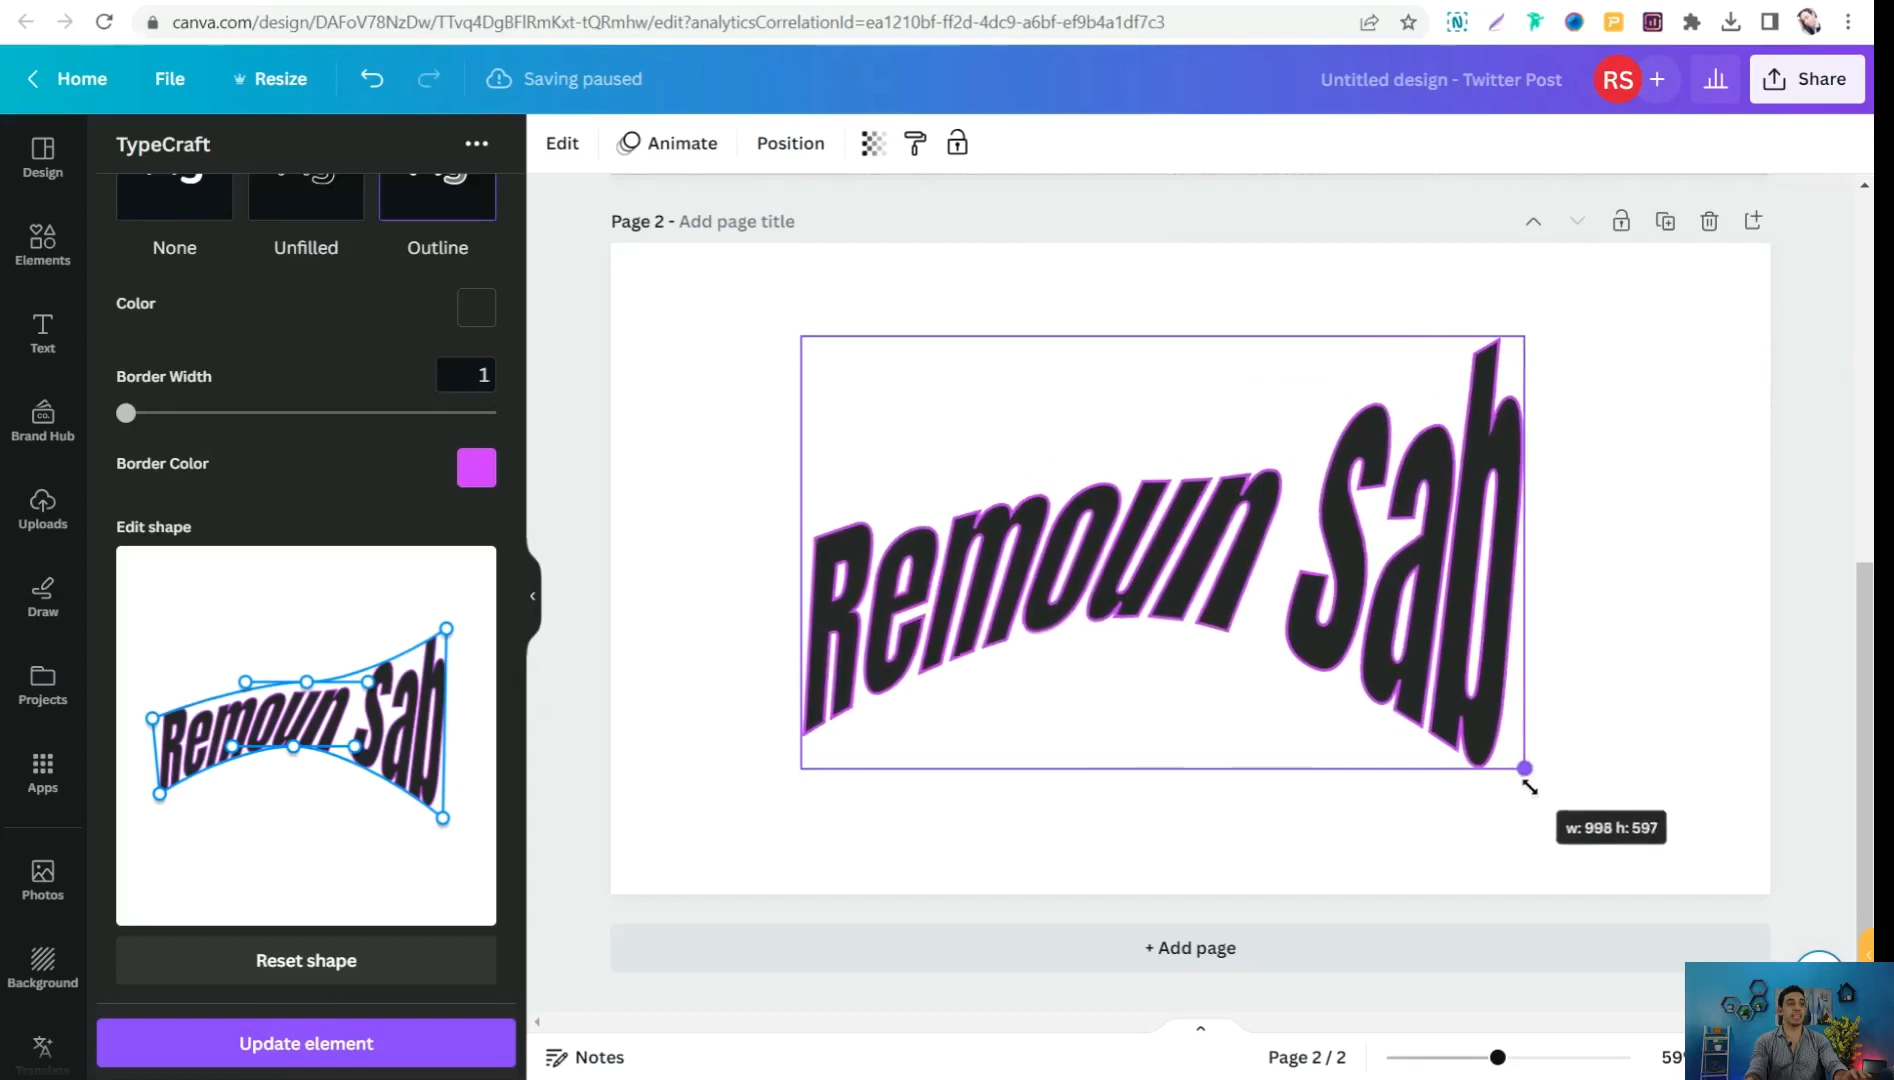 canva.com/design/DAFoV78NzDw/TTvq4DgBFlRmKxt-tQRmhw/edit?analyticsCorrelationId=ea1210bf-ff2d-4dc9-a6bf-ef9b4a1df7c3
Home
File
Resize
Saving paused
Untitled design - Twitter Post
RS
+
Share
Design
Elements
Text
Brand Hub
Uploads
Draw
Projects
Apps
Photos
Background
Translate
TypeCraft
None
Unfilled
Outline
Color
Border Width
1
Border Color
Edit shape
Remoun Sab
Reset shape
Update element
Edit
Animate
Position
Page 2 - Add page title
Remoun Sab
w: 998 h: 597
+ Add page
Notes
Page 2 / 2